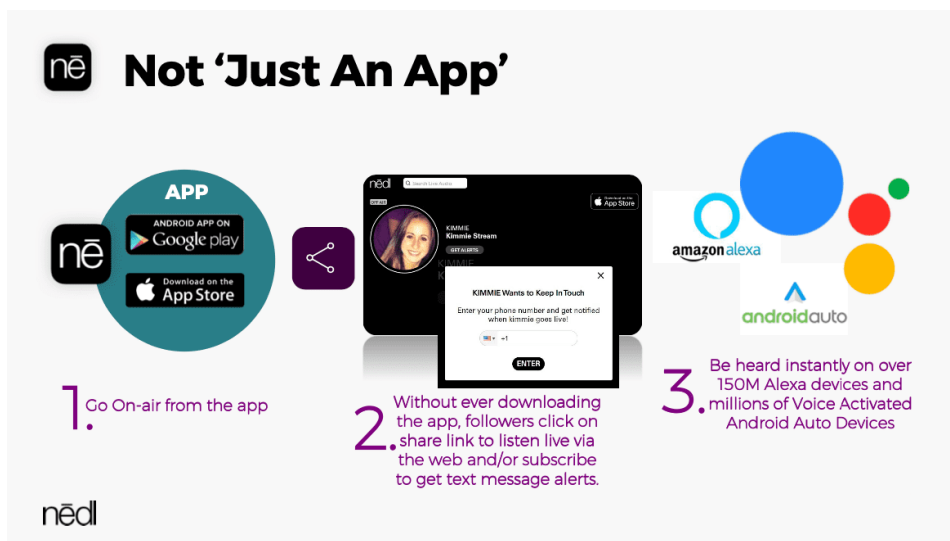 nē
Not ‘Just An App’
APP
nē
ANDROID APP ON
Google play
Download on the
App Store
1.
Go On-air from the app
nēdl
Search Live Audio
Download on the
App Store
OFF AIR
KIMMIE
Kimmie Stream
GET ALERTS
KIMMIE
K
×
KIMMIE Wants to Keep In Touch
Enter your phone number and get notified
when kimmie goes live!
+1
ENTER
2.
Without ever downloading
the app, followers click on
share link to listen live via
the web and/or subscribe
to get text message alerts.
amazon alexa
androidauto
3.
Be heard instantly on over
150M Alexa devices and
millions of Voice Activated
Android Auto Devices
nēdl